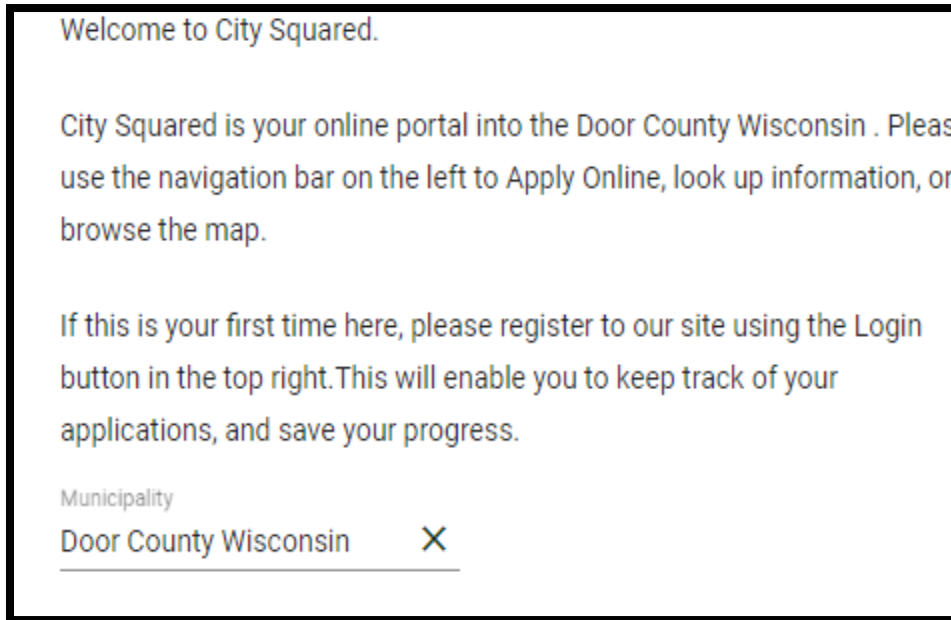 Welcome to City Squared.
City Squared is your online portal into the Door County Wisconsin . Pleas
use the navigation bar on the left to Apply Online, look up information, or
browse the map.
If this is your first time here, please register to our site using the Login
button in the top right.This will enable you to keep track of your
applications, and save your progress.
Municipality
Door County Wisconsin